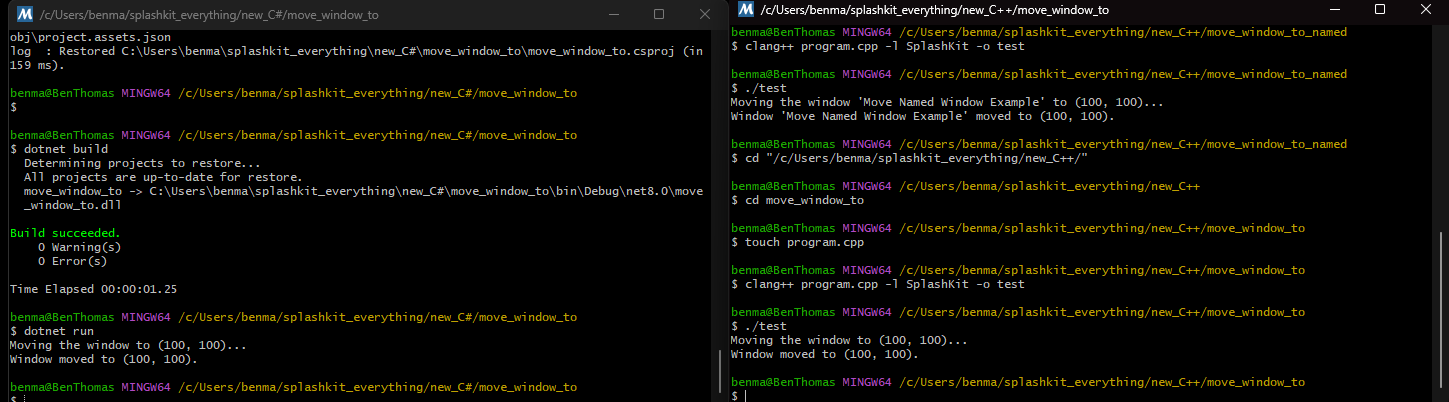 /c/Users/benma/splashkit_everything/new_C#/move_window_to
obj\project.assets.json
log  : Restored C:\Users\benma\splashkit_everything\new_C#\move_window_to\move_window_to.csproj (in
159 ms).
benma@BenThomas MINGW64 /c/Users/benma/splashkit_everything/new_C#/move_window_to
$
benma@BenThomas MINGW64 /c/Users/benma/splashkit_everything/new_C#/move_window_to
$ dotnet build
  Determining projects to restore...
  All projects are up-to-date for restore.
  move_window_to -> C:\Users\benma\splashkit_everything\new_C#\move_window_to\bin\Debug\net8.0\move
  _window_to.dll
Build succeeded.
    0 Warning(s)
    0 Error(s)
Time Elapsed 00:00:01.25
benma@BenThomas MINGW64 /c/Users/benma/splashkit_everything/new_C#/move_window_to
$ dotnet run
Moving the window to (100, 100)...
Window moved to (100, 100).
benma@BenThomas MINGW64 /c/Users/benma/splashkit_everything/new_C#/move_window_to
$
/c/Users/benma/splashkit_everything/new_C++/move_window_to
benma@BenThomas MINGW64 /c/Users/benma/splashkit_everything/new_C++/move_window_to_named
$ clang++ program.cpp -l SplashKit -o test
benma@BenThomas MINGW64 /c/Users/benma/splashkit_everything/new_C++/move_window_to_named
$ ./test
Moving the window 'Move Named Window Example' to (100, 100)...
Window 'Move Named Window Example' moved to (100, 100).
benma@BenThomas MINGW64 /c/Users/benma/splashkit_everything/new_C++/move_window_to_named
$ cd "/c/Users/benma/splashkit_everything/new_C++/"
benma@BenThomas MINGW64 /c/Users/benma/splashkit_everything/new_C++
$ cd move_window_to
benma@BenThomas MINGW64 /c/Users/benma/splashkit_everything/new_C++/move_window_to
$ touch program.cpp
benma@BenThomas MINGW64 /c/Users/benma/splashkit_everything/new_C++/move_window_to
$ clang++ program.cpp -l SplashKit -o test
benma@BenThomas MINGW64 /c/Users/benma/splashkit_everything/new_C++/move_window_to
$ ./test
Moving the window to (100, 100)...
Window moved to (100, 100).
benma@BenThomas MINGW64 /c/Users/benma/splashkit_everything/new_C++/move_window_to
$